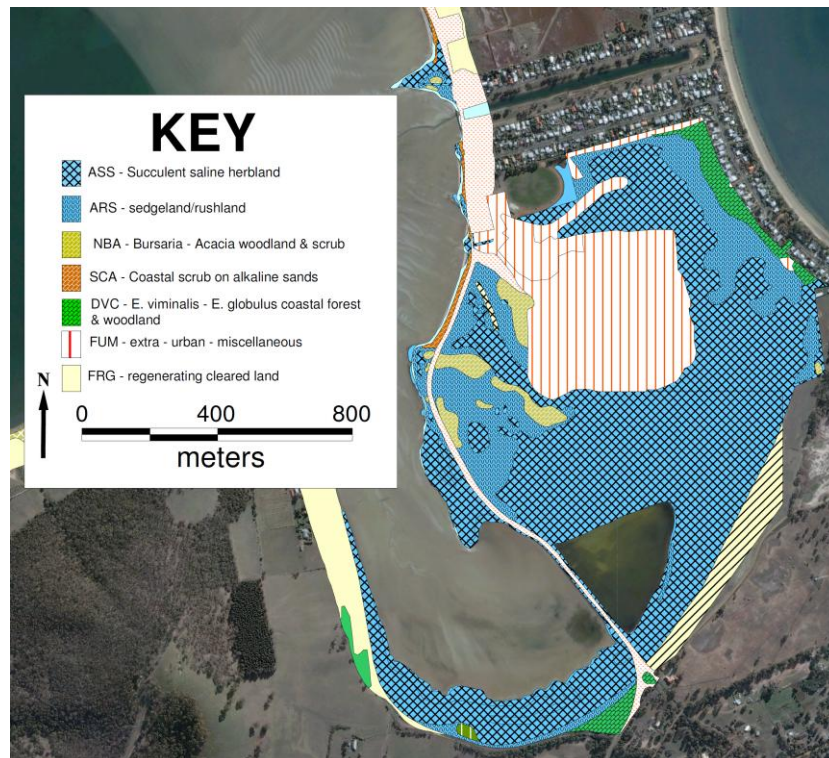 KEY
ASS - Succulent saline herbland
ARS - sedgeland/rushland
NBA - Bursaria - Acacia woodland & scrub
SCA - Coastal scrub on alkaline sands
DVC - E. viminalis - E. globulus coastal forest
& woodland
FUM - extra - urban - miscellaneous
FRG - regenerating cleared land
N
0 400 800
meters